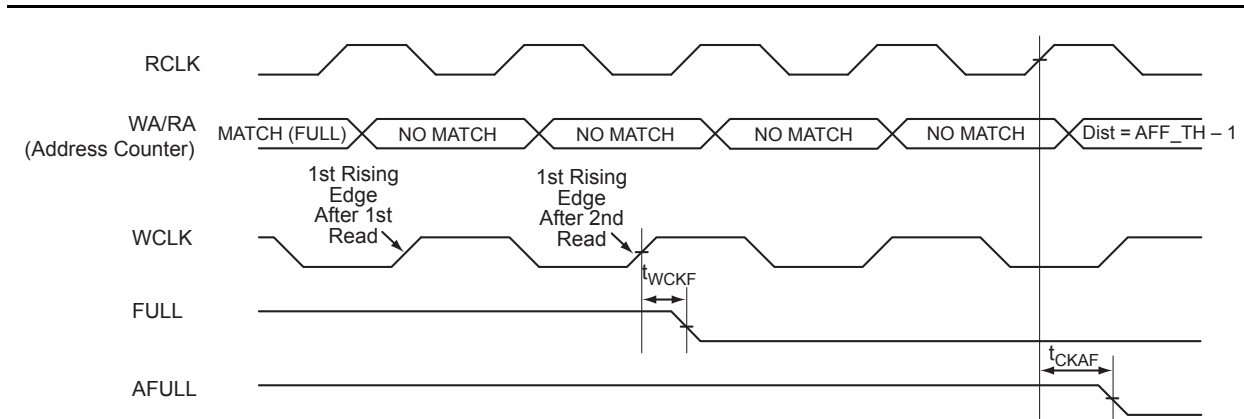 RCLK
WA/RA
(Address Counter)
MATCH (FULL)
NO MATCH
NO MATCH
NO MATCH
NO MATCH
Dist = AFF_TH – 1
1st Rising
Edge
After 1st
Read
1st Rising
Edge
After 2nd
Read
WCLK
tWCKF
FULL
tCKAF
AFULL